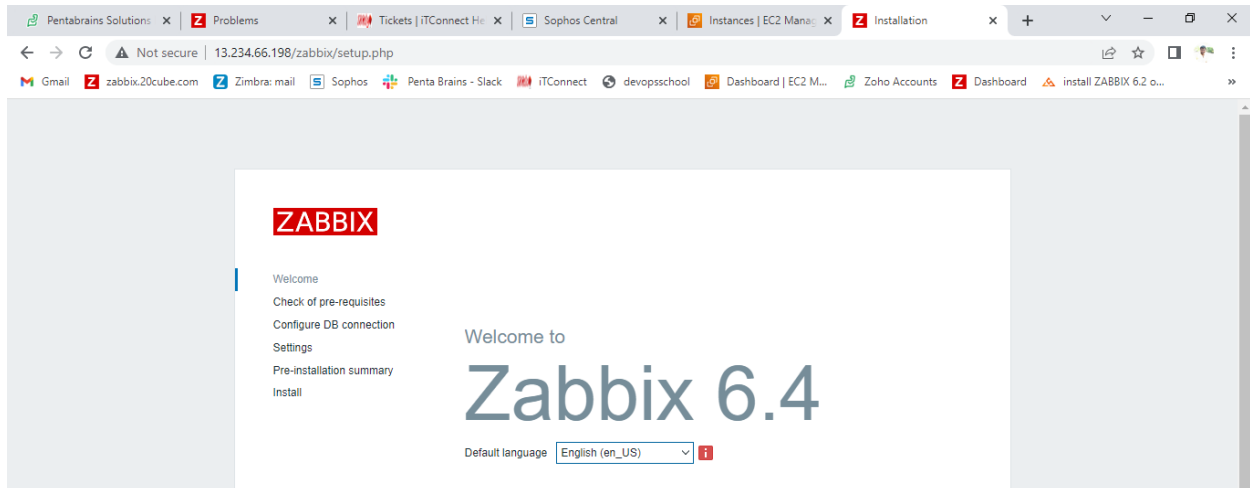 Pentabrains Solutions
Problems
Tickets | iTConnect He
Sophos Central
Instances | EC2 Manag
Installation
Not secure
13.234.66.198/zabbix/setup.php
Gmail
zabbix.20cube.com
Zimbra: mail
Sophos
Penta Brains - Slack
iTConnect
devopsschool
Dashboard | EC2 M...
Zoho Accounts
Dashboard
install ZABBIX 6.2 o...
ZABBIX
Welcome
Check of pre-requisites
Configure DB connection
Settings
Pre-installation summary
Install
Welcome to
Zabbix 6.4
Default language
English (en_US)